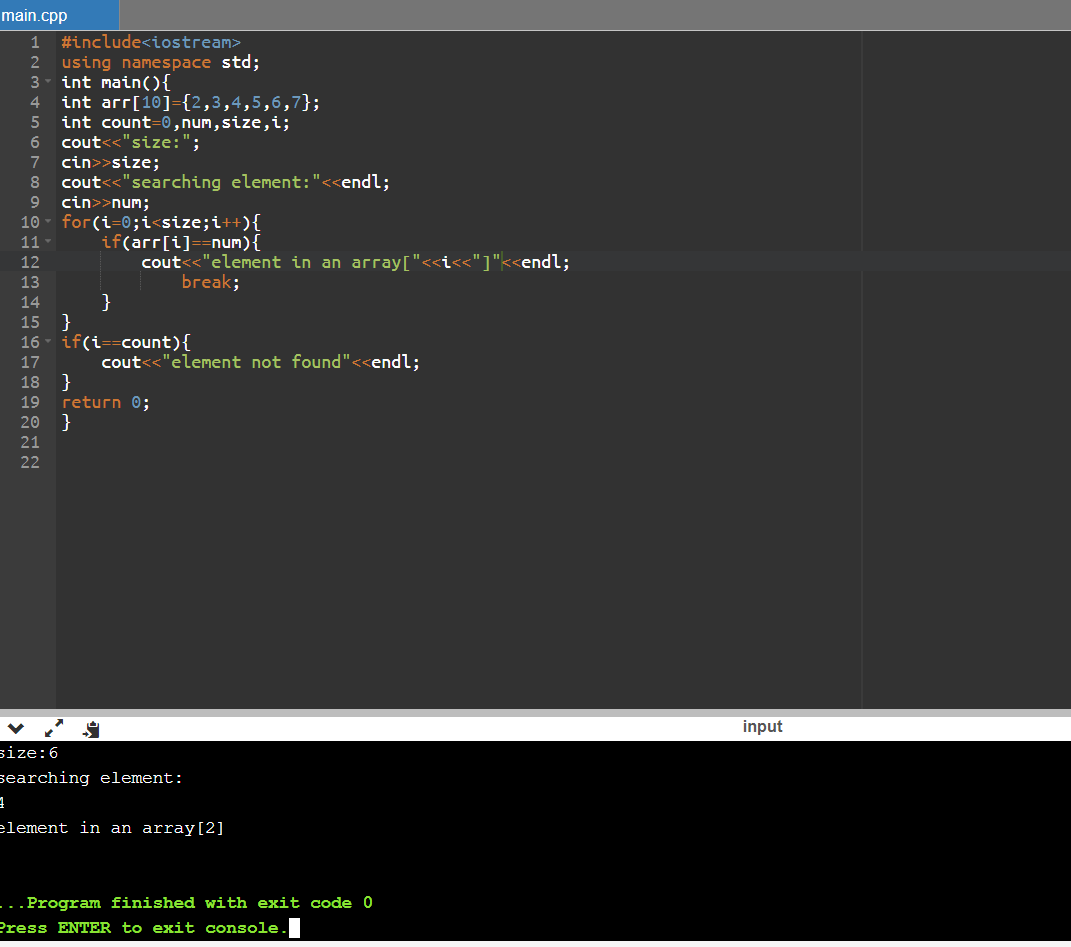 main.cpp
1 #include<iostream>
2 using namespace std;
3 int main(){
4 int arr[10]={2,3,4,5,6,7};
5 int count=0,num,size,i;
6 cout<<"size:";
7 cin>>size;
8 cout<<"searching element:"<<endl;
9 cin>>num;
10 for(i=0;i<size;i++){
11     if(arr[i]==num){
12         cout<<"element in an array["<<i<<"]"<<endl;
13             break;
14     }
15 }
16 if(i==count){
17     cout<<"element not found"<<endl;
18 }
19 return 0;
20 }
21
22
input
size:6
searching element:
4
element in an array[2]
...Program finished with exit code 0
Press ENTER to exit console.